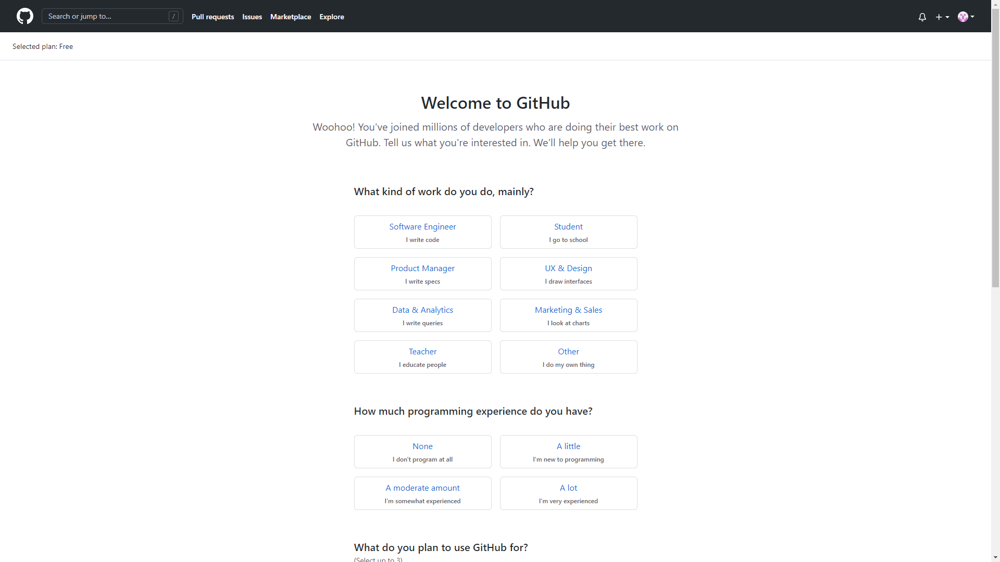 Search or jump to... /
Pull requests
Issues
Marketplace
Explore
Selected plan: Free
Welcome to GitHub
Woohoo! You've joined millions of developers who are doing their best work on
GitHub. Tell us what you're interested in. We'll help you get there.
What kind of work do you do, mainly?
Software Engineer
I write code
Student
I go to school
Product Manager
I write specs
UX & Design
I draw interfaces
Data & Analytics
I write queries
Marketing & Sales
I look at charts
Teacher
I educate people
Other
I do my own thing
How much programming experience do you have?
None
I don't program at all
A little
I'm new to programming
A moderate amount
I'm somewhat experienced
A lot
I'm very experienced
What do you plan to use GitHub for?
(Select up to 3)